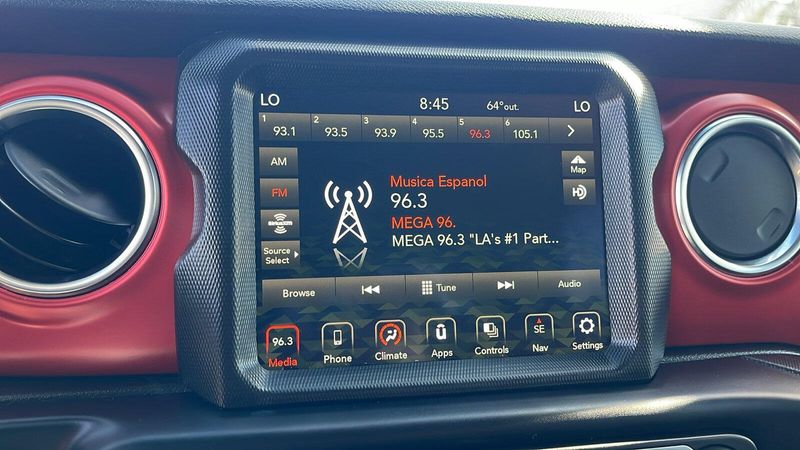 LO 8:45 64° out. LO
1 93.1 2 93.5 3 93.9 4 95.5 5 96.3 6 105.1
AM
FM
SiriusXM
Source
Select
Map
HD
Musica Espanol
96.3
MEGA 96.
MEGA 96.3 "LA's #1 Part...
Browse Tune Audio
96.3 SE
Media Phone Climate Apps Controls Nav Settings